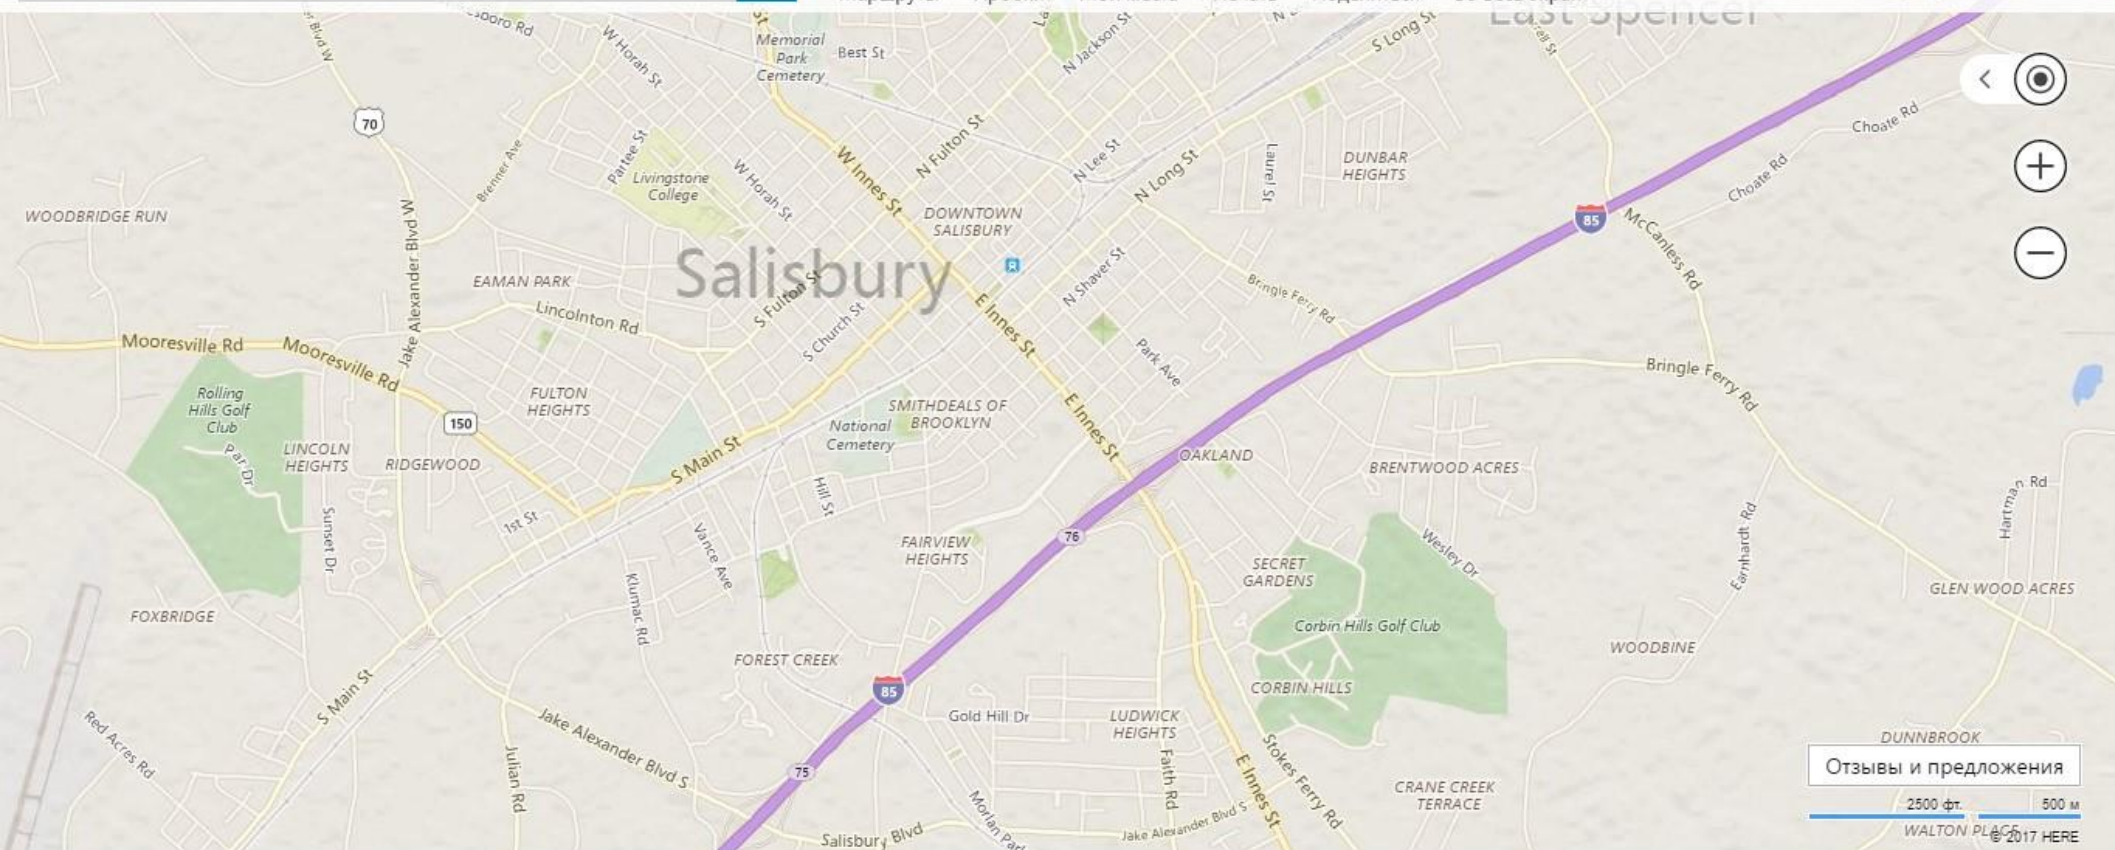 East Spencer
W Horah St
Memorial
Park
Cemetery
Best St
N Jackson St
S Long St
70
Choate Rd
Partee St
Brenner Ave
Livingstone
College
W Horah St
W Innes St
N Fulton St
N Lee St
N Long St
Laurel St
DUNBAR
HEIGHTS
Choate Rd
WOODBRIDGE RUN
DOWNTOWN
SALISBURY
85
McCanless Rd
Jake Alexander Blvd W
EAMAN PARK
Salisbury
S Fulton St
N Shaver St
Bringle Ferry Rd
Lincolnton Rd
S Church St
E Innes St
Mooresville Rd
Mooresville Rd
Park Ave
Bringle Ferry Rd
Rolling
Hills Golf
Club
FULTON
HEIGHTS
150
SMITHDEALS OF
BROOKLYN
National
Cemetery
E Innes St
LINCOLN
HEIGHTS
RIDGEWOOD
Par Dr
S Main St
OAKLAND
BRENTWOOD ACRES
Hartman Rd
Hill St
1st St
Sunset Dr
Vance Ave
76
FAIRVIEW
HEIGHTS
Wesley Dr
Earnhardt Rd
SECRET
GARDENS
GLEN WOOD ACRES
FOXBRIDGE
Klumac Rd
Corbin Hills Golf Club
WOODBINE
FOREST CREEK
S Main St
85
CORBIN HILLS
Red Acres Rd
Jake Alexander Blvd S
Gold Hill Dr
LUDWICK
HEIGHTS
DUNNBROOK
Julian Rd
75
Faith Rd
E Innes St
Stokes Ferry Rd
Отзывы и предложения
CRANE CREEK
TERRACE
2500 фт.
500 м
Salisbury Blvd
Jake Alexander Blvd S
WALTON PLACE
© 2017 HERE